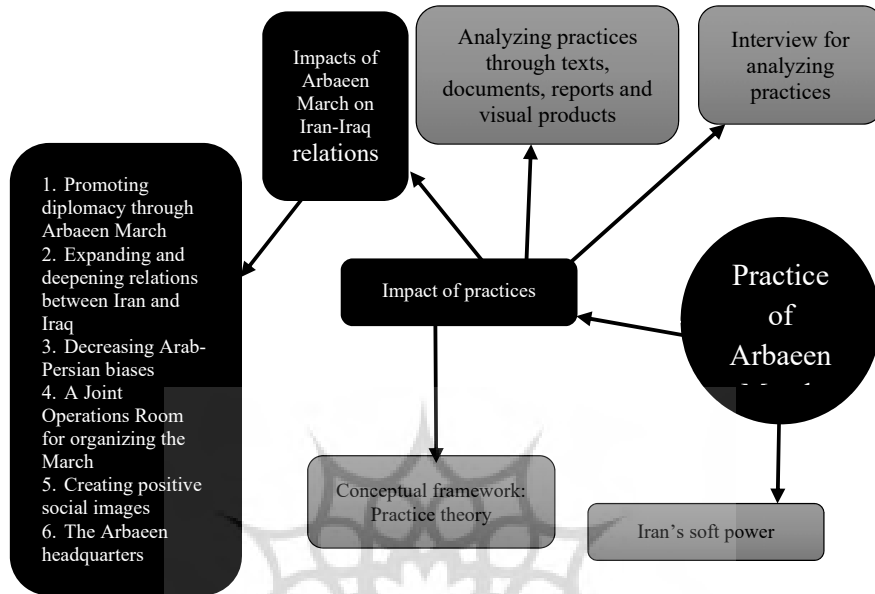 Impacts of
Arbaeen
March on
Iran-Iraq
relations
Analyzing practices
through texts,
documents, reports and
visual products
Interview for
analyzing
practices
1. Promoting
diplomacy through
Arbaeen March
2. Expanding and
deepening relations
between Iran and
Iraq
3. Decreasing Arab-
Persian biases
4. A Joint
Operations Room
for organizing the
March
5. Creating positive
social images
6. The Arbaeen
headquarters
Impact of practices
Practice
of
Arbaeen
Conceptual framework:
Practice theory
Iran’s soft power